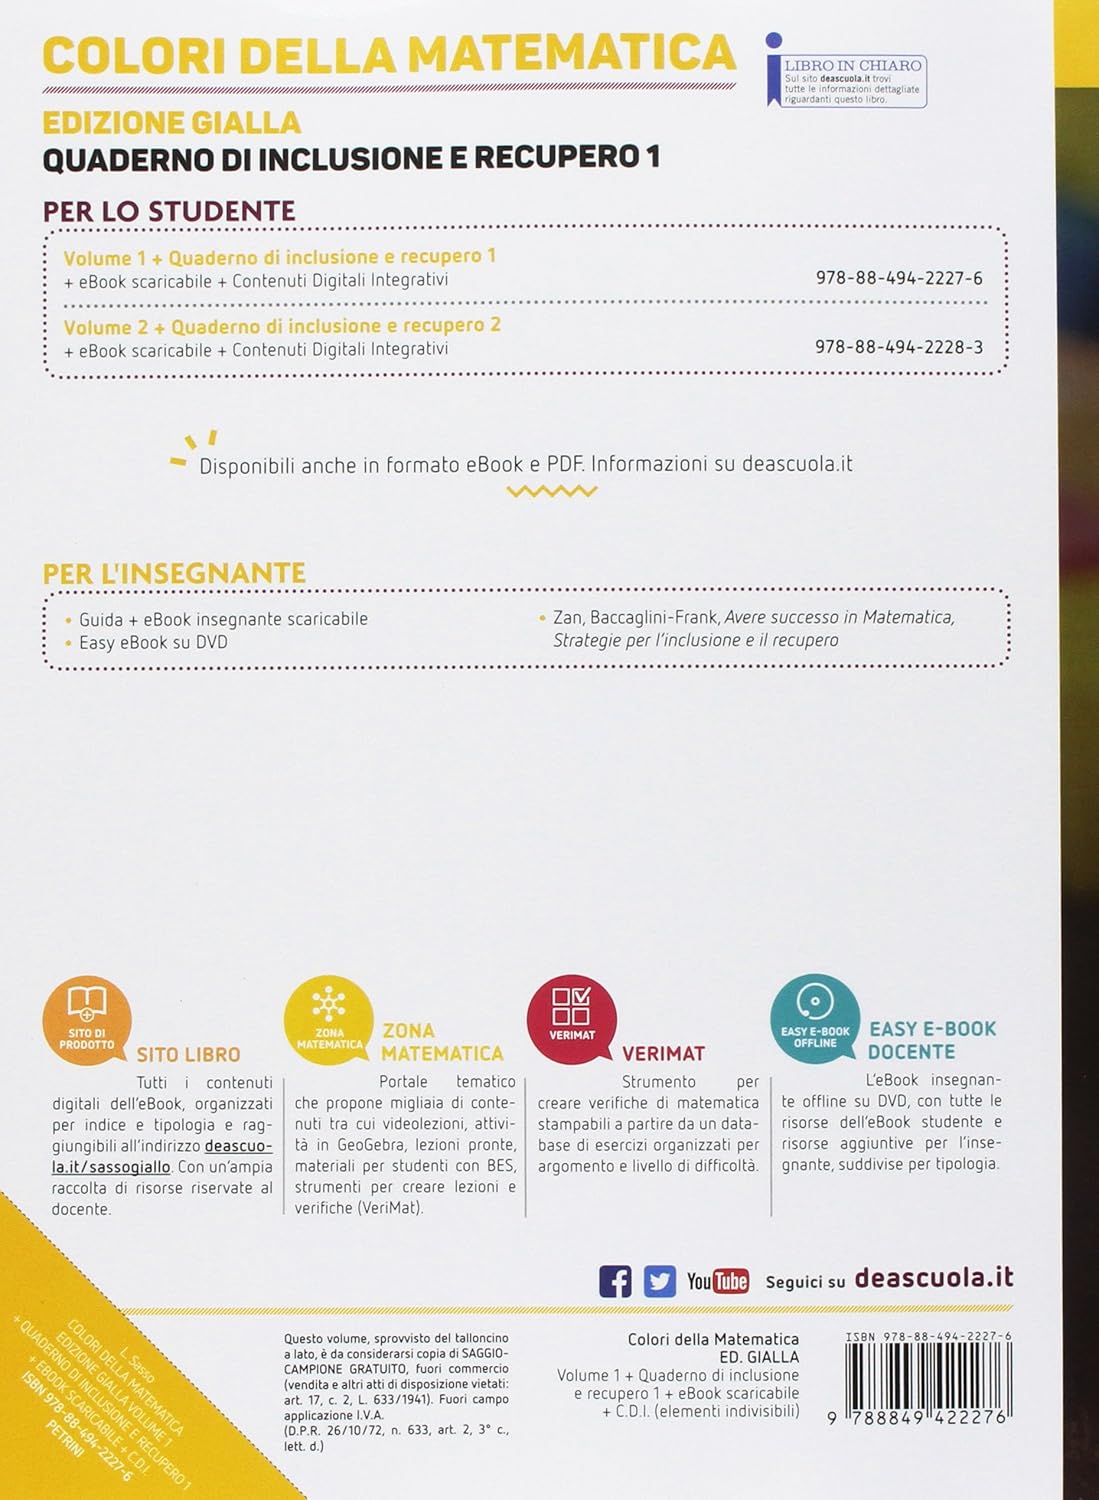 COLORI DELLA MATEMATICA
LIBRO IN CHIARO
Sul sito deascuola.it trovi
tutte le informazioni dettagliate
riguardanti questo libro.
EDIZIONE GIALLA
QUADERNO DI INCLUSIONE E RECUPERO 1
PER LO STUDENTE
Volume 1 + Quaderno di inclusione e recupero 1
+ eBook scaricabile + Contenuti Digitali Integrativi
978-88-494-2227-6
Volume 2 + Quaderno di inclusione e recupero 2
+ eBook scaricabile + Contenuti Digitali Integrativi
978-88-494-2228-3
Disponibili anche in formato eBook e PDF. Informazioni su deascuola.it
PER L'INSEGNANTE
• Guida + eBook insegnante scaricabile
• Easy eBook su DVD
• Zan, Baccaglini-Frank, Avere successo in Matematica,
Strategie per l'inclusione e il recupero
SITO DI
PRODOTTO
SITO LIBRO
Tutti i contenuti
digitali dell'eBook, organizzati
per indice e tipologia e rag-
giungibili all'indirizzo deascuo-
la.it/sassogiallo. Con un'ampia
raccolta di risorse riservate al
docente.
ZONA
MATEMATICA
ZONA
MATEMATICA
Portale tematico
che propone migliaia di conte-
nuti tra cui videolezioni, attivi-
tà in GeoGebra, lezioni pronte,
materiali per studenti con BES,
strumenti per creare lezioni e
verifiche (VeriMat).
VERIMAT
VERIMAT
Strumento per
creare verifiche di matematica
stampabili a partire da un data-
base di esercizi organizzati per
argomento e livello di difficoltà.
EASY E-BOOK
OFFLINE
EASY E-BOOK
DOCENTE
L'eBook insegnan-
te offline su DVD, con tutte le
risorse dell'eBook studente e
risorse aggiuntive per l'inse-
gnante, suddivise per tipologia.
YouTube
Seguici su deascuola.it
L. Sasso
COLORI DELLA MATEMATICA
EDIZIONE GIALLA VOLUME 1
+ QUADERNO DI INCLUSIONE E RECUPERO 1
+ EBOOK SCARICABILE + C.D.I.
ISBN 978-88-494-2227-6
PETRINI
Questo volume, sprovvisto del talloncino
a lato, è da considerarsi copia di SAGGIO-
CAMPIONE GRATUITO, fuori commercio
(vendita e altri atti di disposizione vietati:
art. 17, c. 2, L. 633/1941). Fuori campo
applicazione I.V.A.
(D.P.R. 26/10/72, n. 633, art. 2, 3° c.,
lett. d.)
Colori della Matematica
ED. GIALLA
Volume 1 + Quaderno di inclusione
e recupero 1 + eBook scaricabile
+ C.D.I. (elementi indivisibili)
ISBN 978-88-494-2227-6
9 788849 422276